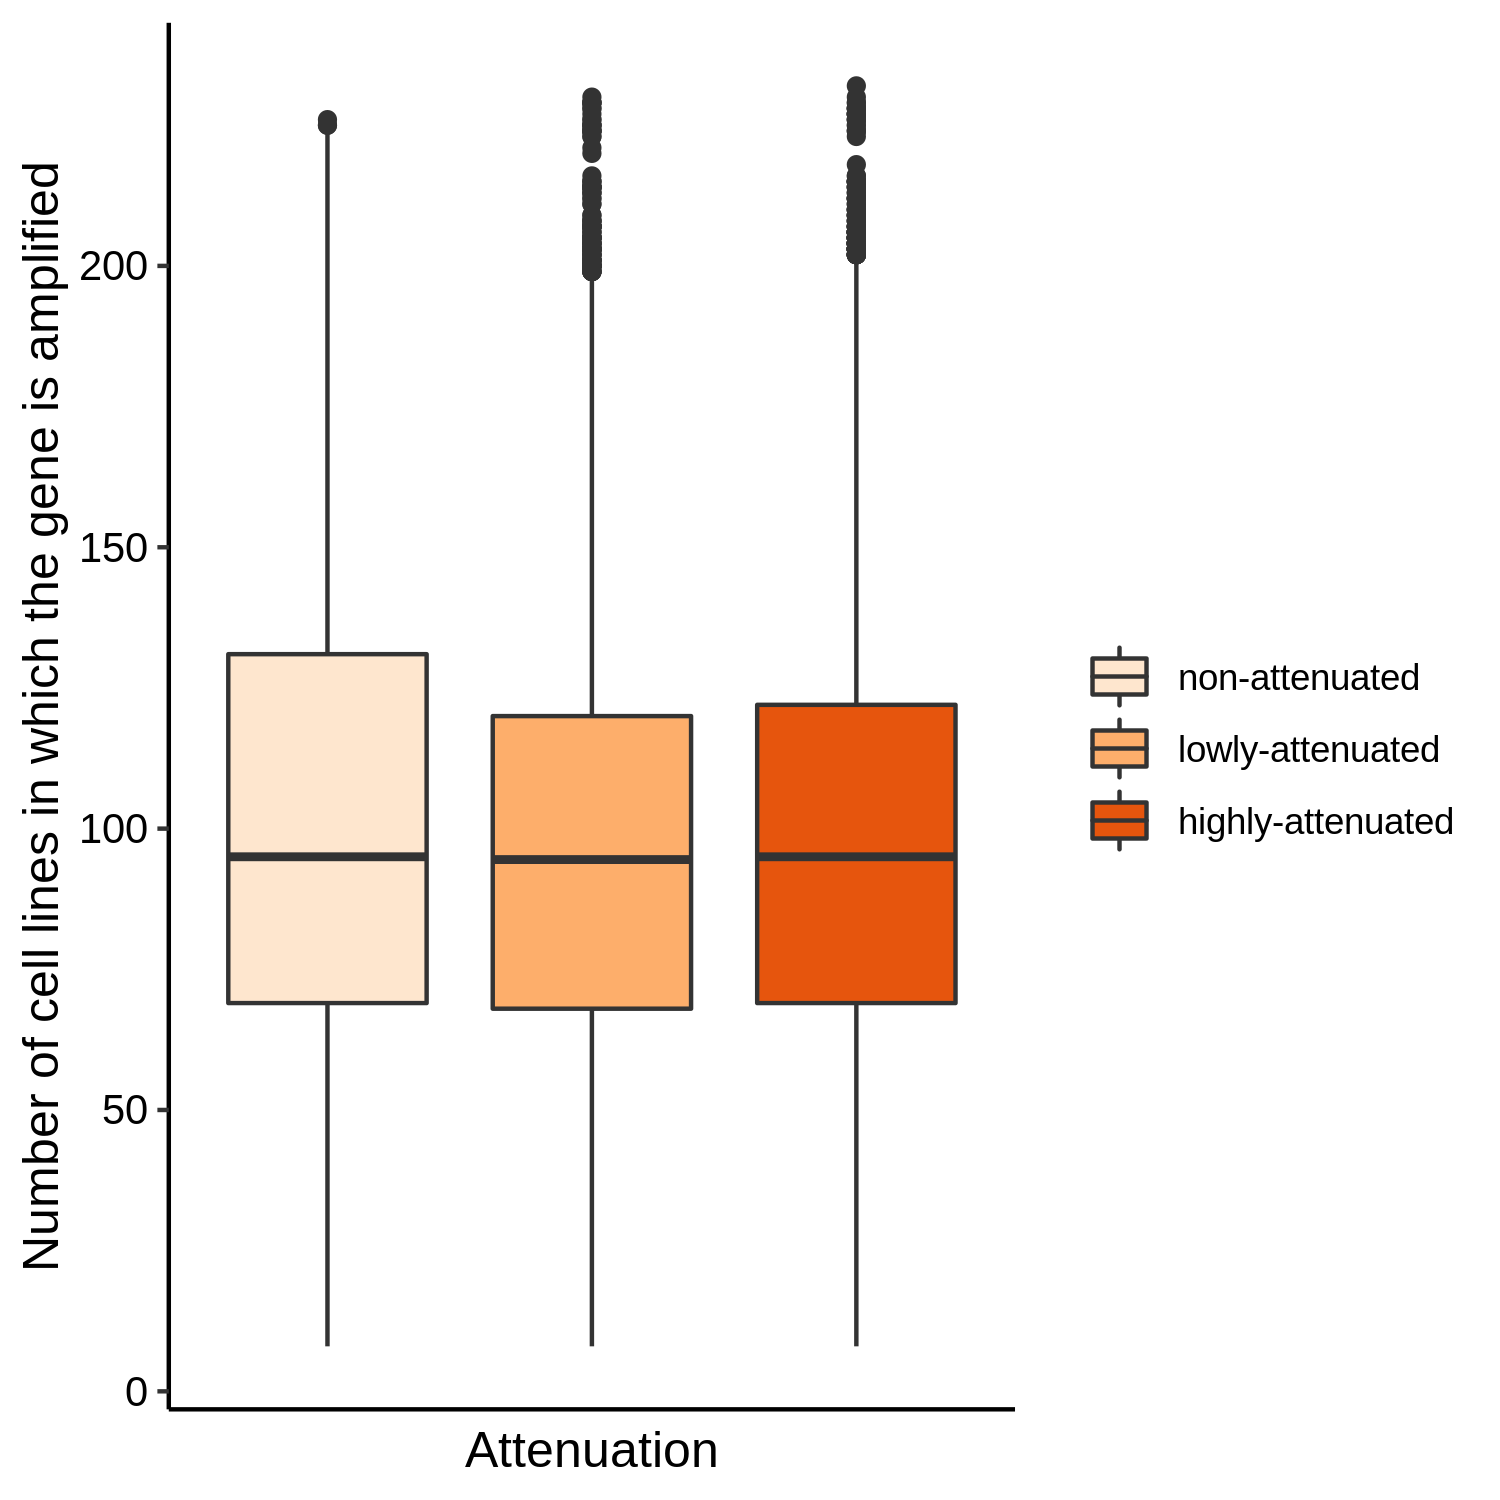 Number of cell lines in which the gene is amplified
200
150
100
50
0
Attenuation
non-attenuated
lowly-attenuated
highly-attenuated